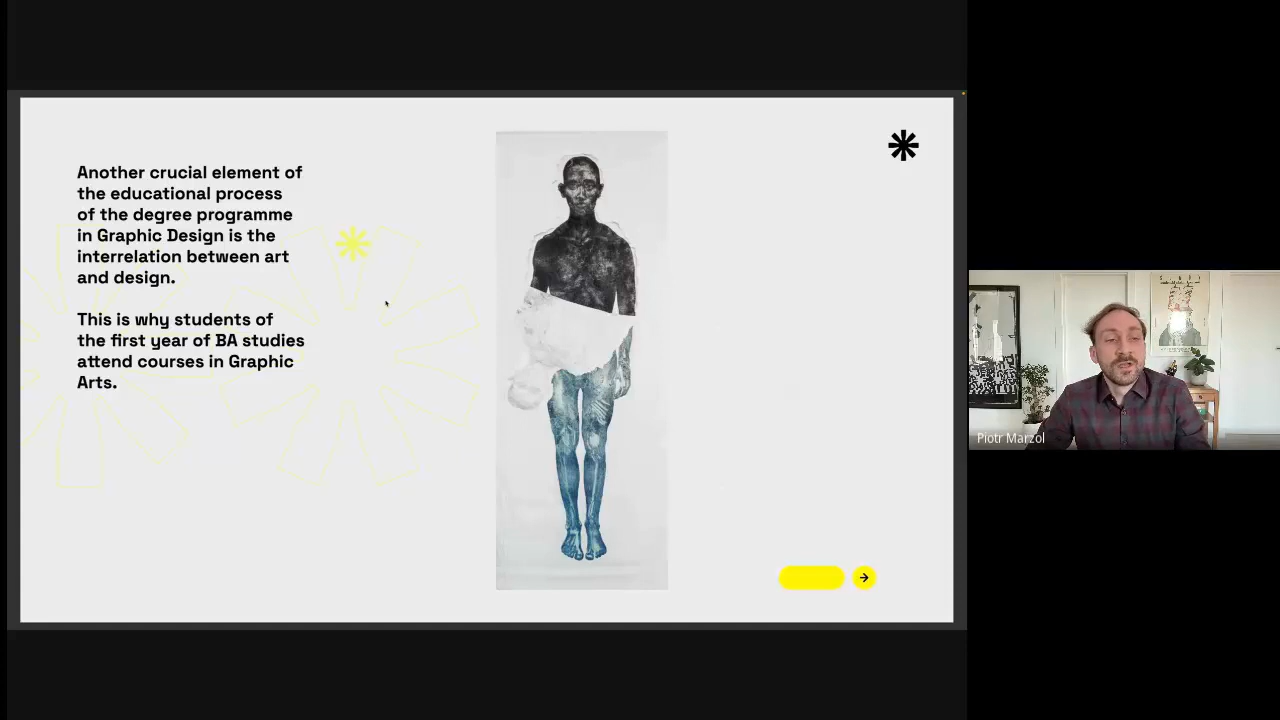 Another crucial element of
the educational process
of the degree programme
in Graphic Design is the
interrelation between art
and design.
This is why students of
the first year of BA studies
attend courses in Graphic
Arts.
Piotr Marzol